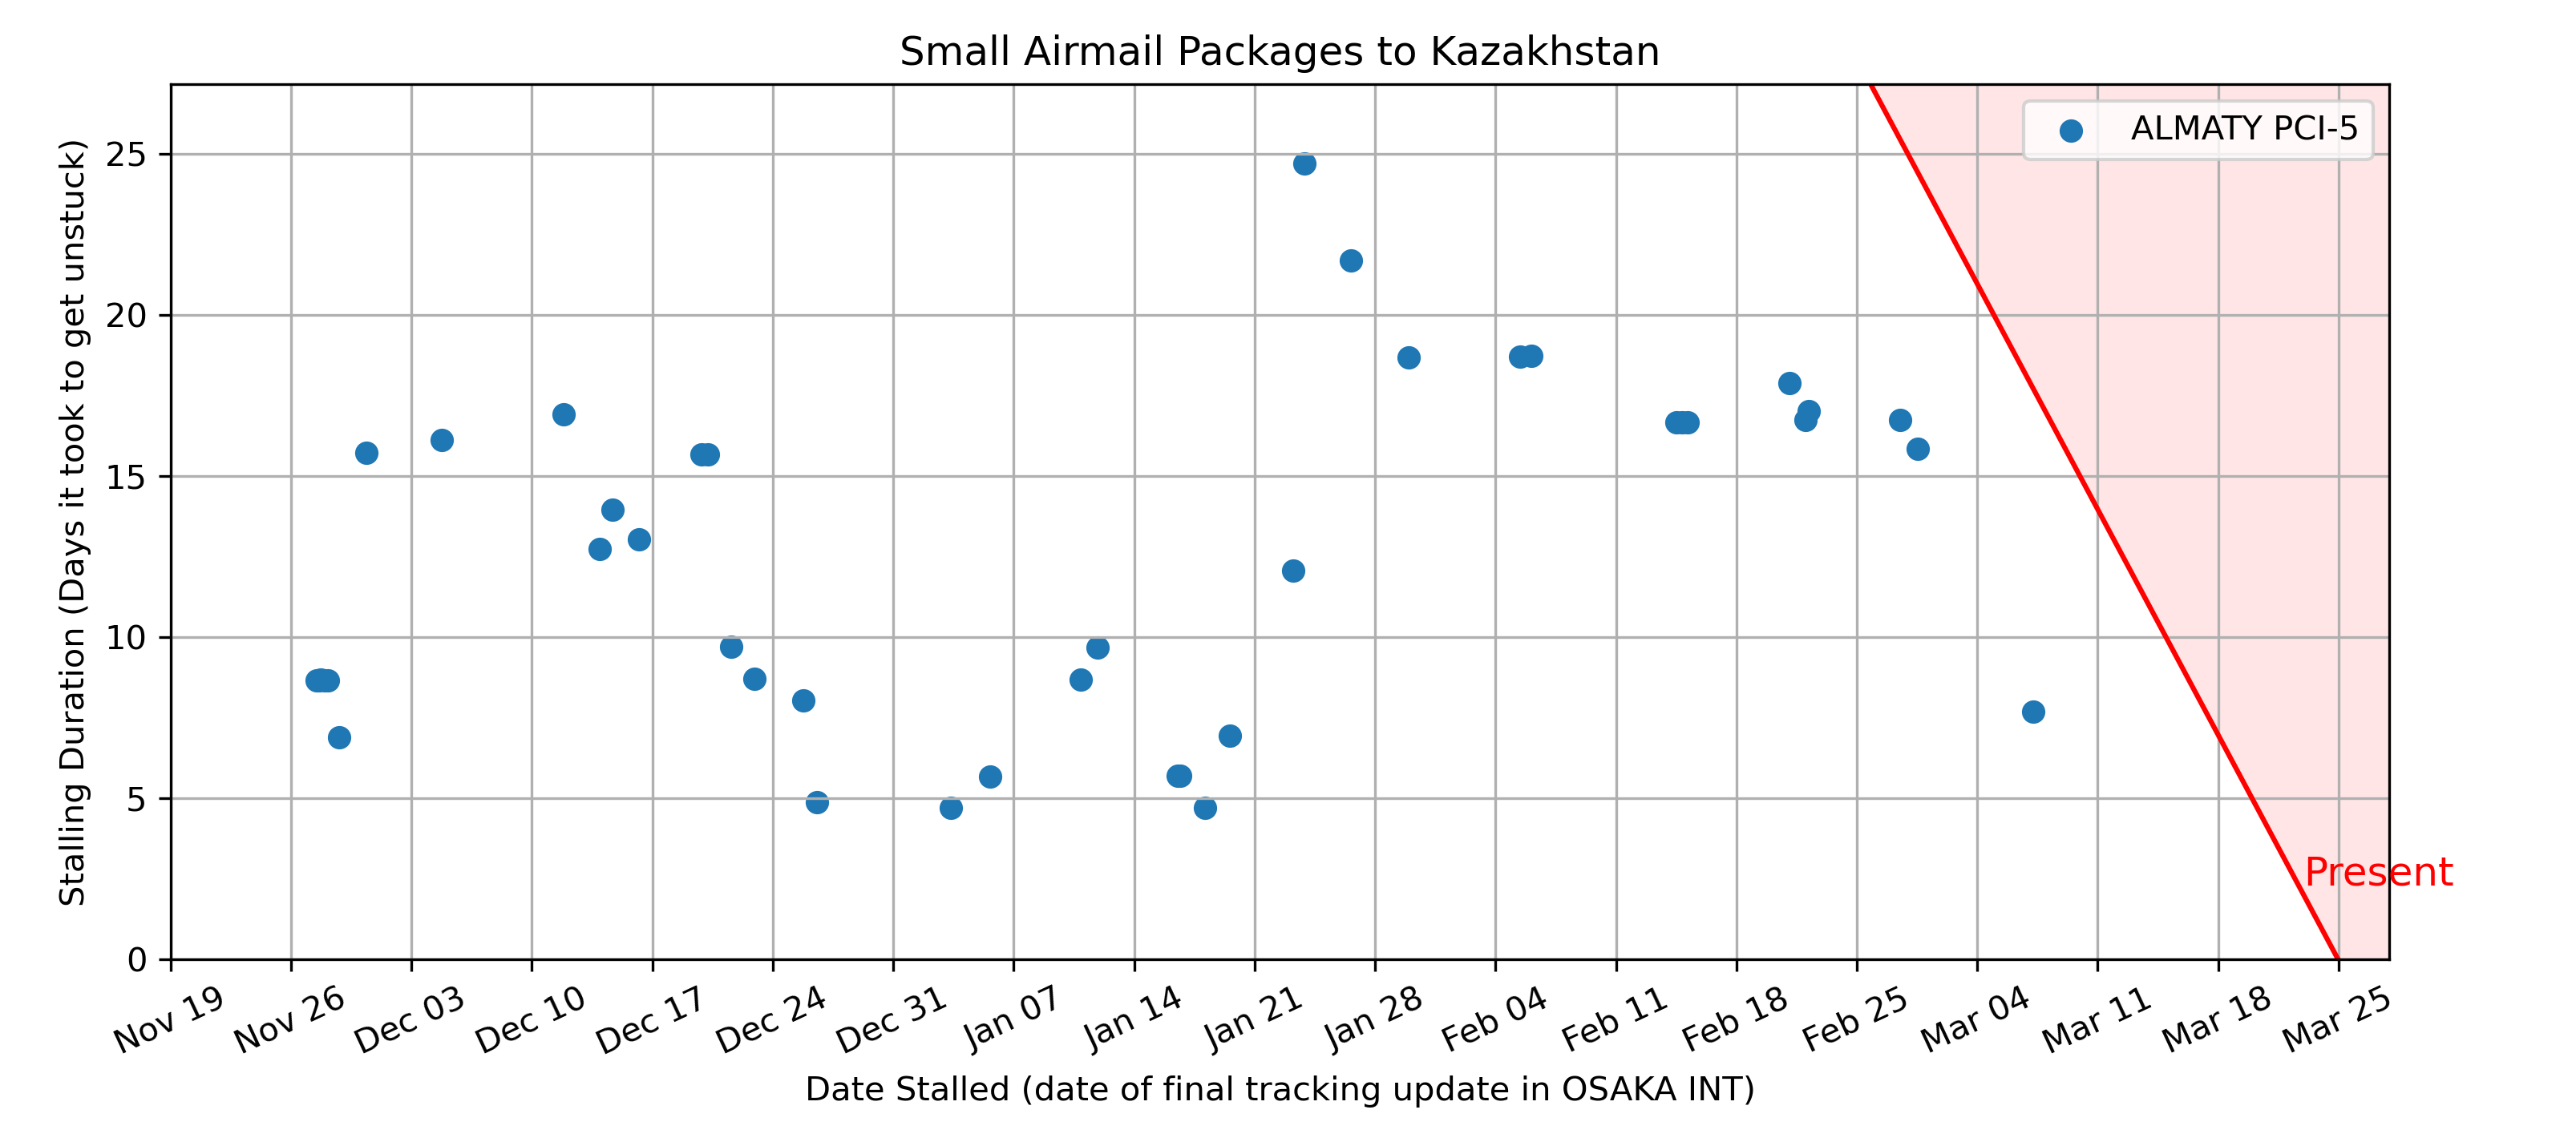 Small Airmail Packages to Kazakhstan
ALMATY PCI-5
Stalling Duration (Days it took to get unstuck)
25
20
15
10
5
0
Present
Nov 19
Nov 26
Dec 03
Dec 10
Dec 17
Dec 24
Dec 31
Jan 07
Jan 14
Jan 21
Jan 28
Feb 04
Feb 11
Feb 18
Feb 25
Mar 04
Mar 11
Mar 18
Mar 25
Date Stalled (date of final tracking update in OSAKA INT)